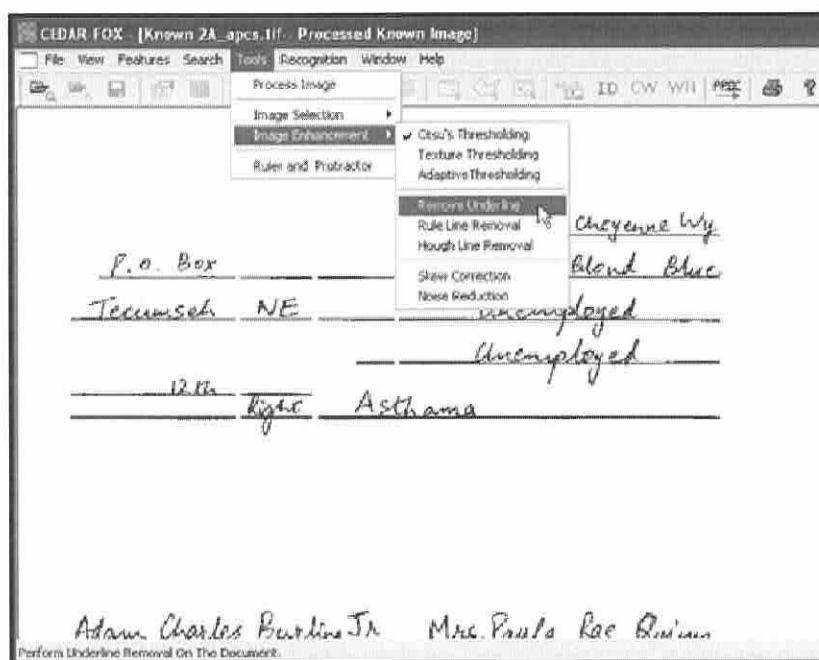 CEDAR-FOX - [Known 2A_apcs.tif - Processed Known Image]
File View Features Search Tools Recognition Window Help
Process Image ID CW WH
Image Selection
Image Enhancement ✔ Otsu's Thresholding
Texture Thresholding
Ruler and Protractor Adaptive Thresholding
Remove Underline
Rule Line Removal Cheyenne Wy
Hough Line Removal
P.O. Box Blond Blue
Skew Correction
Noise Reduction
Tecumseh NE Unemployed
Unemployed
12th
Right Asthama
Adam Charles Jr Mrs. Paula Rae Quinn
Perform Underline Removal On The Document.